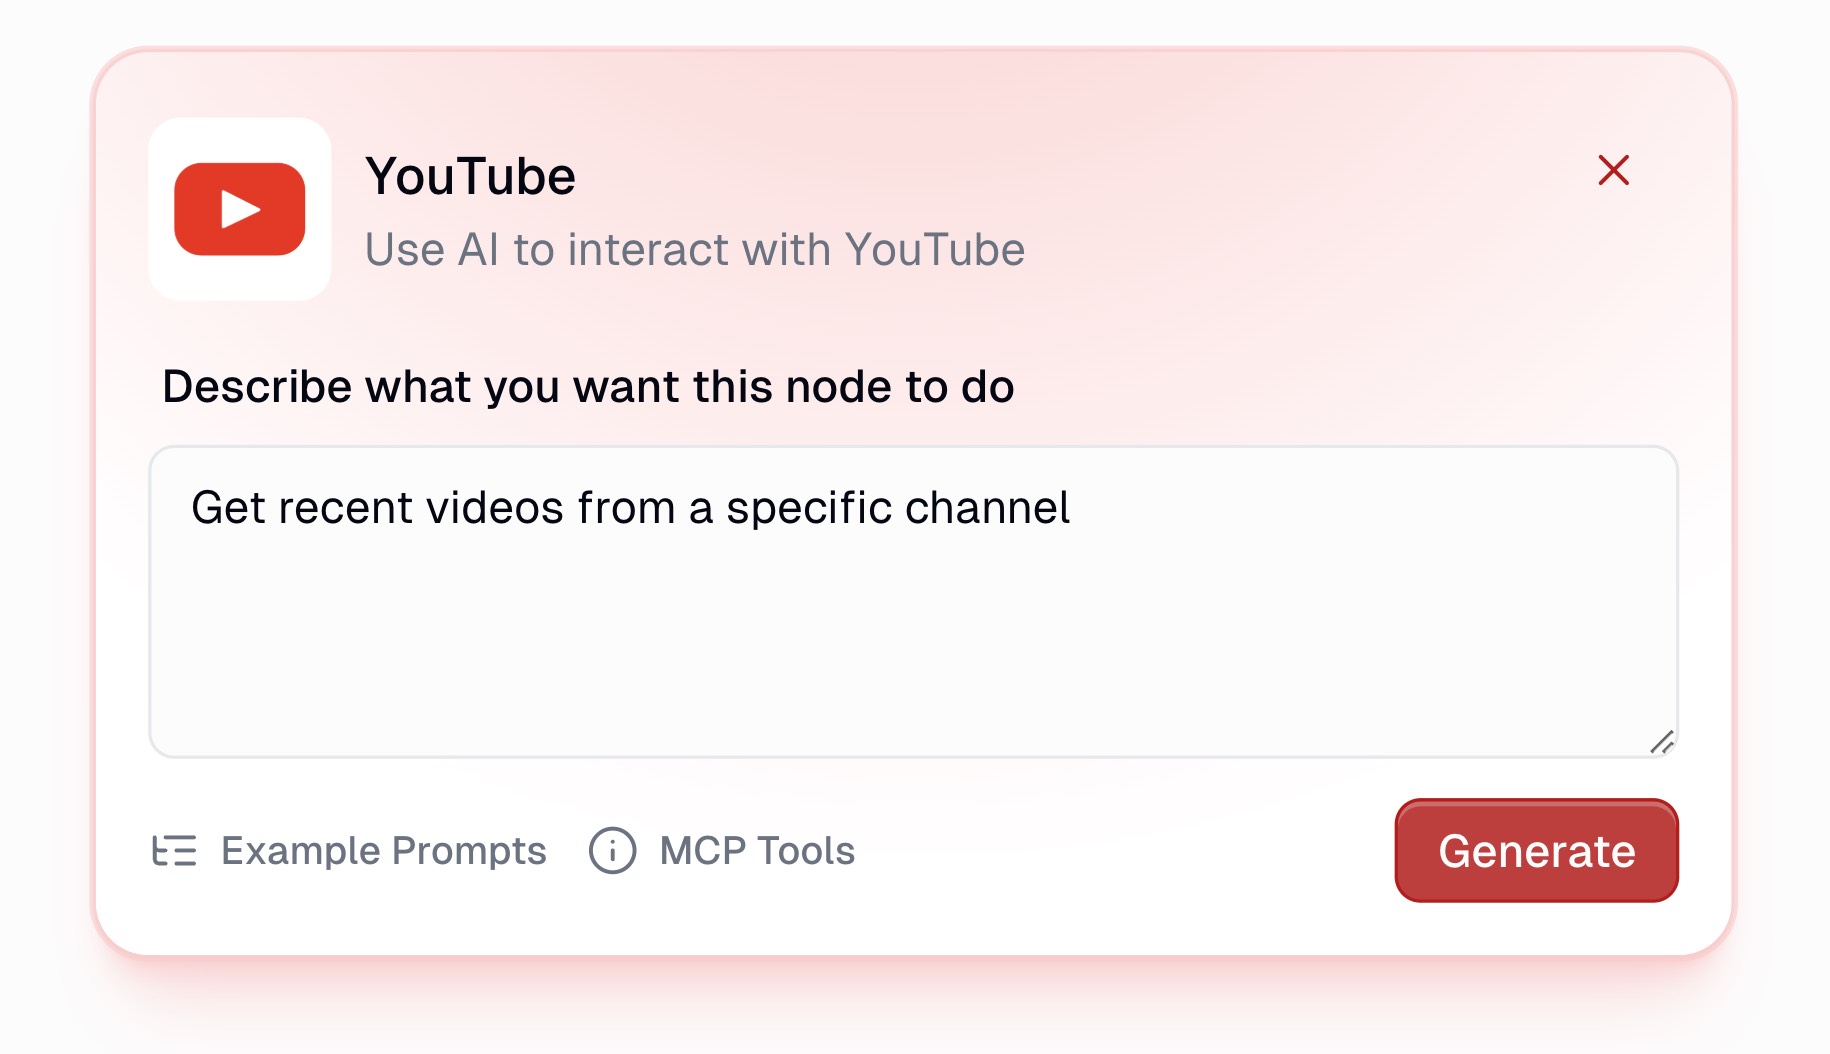 YouTube
Use AI to interact with YouTube
Describe what you want this node to do
Get recent videos from a specific channel
Example Prompts
MCP Tools
Generate